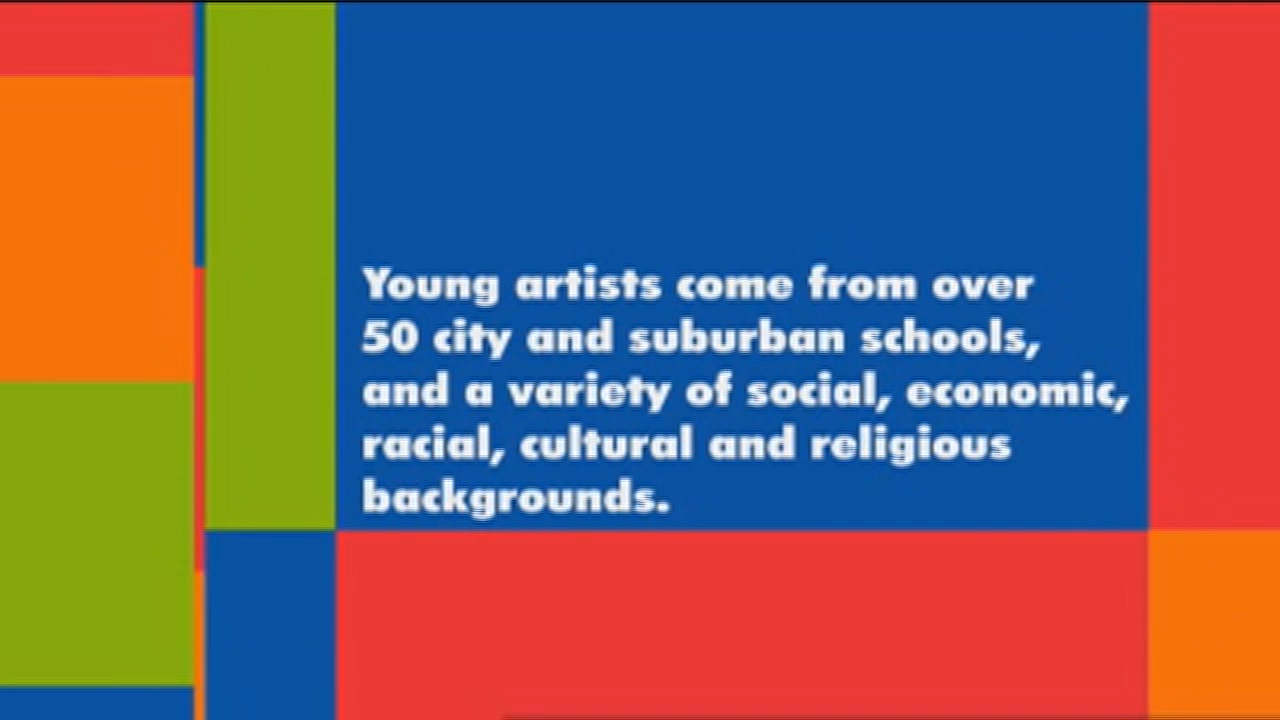 Young artists come from over
50 city and suburban schools,
and a variety of social, economic,
racial, cultural and religious
backgrounds.